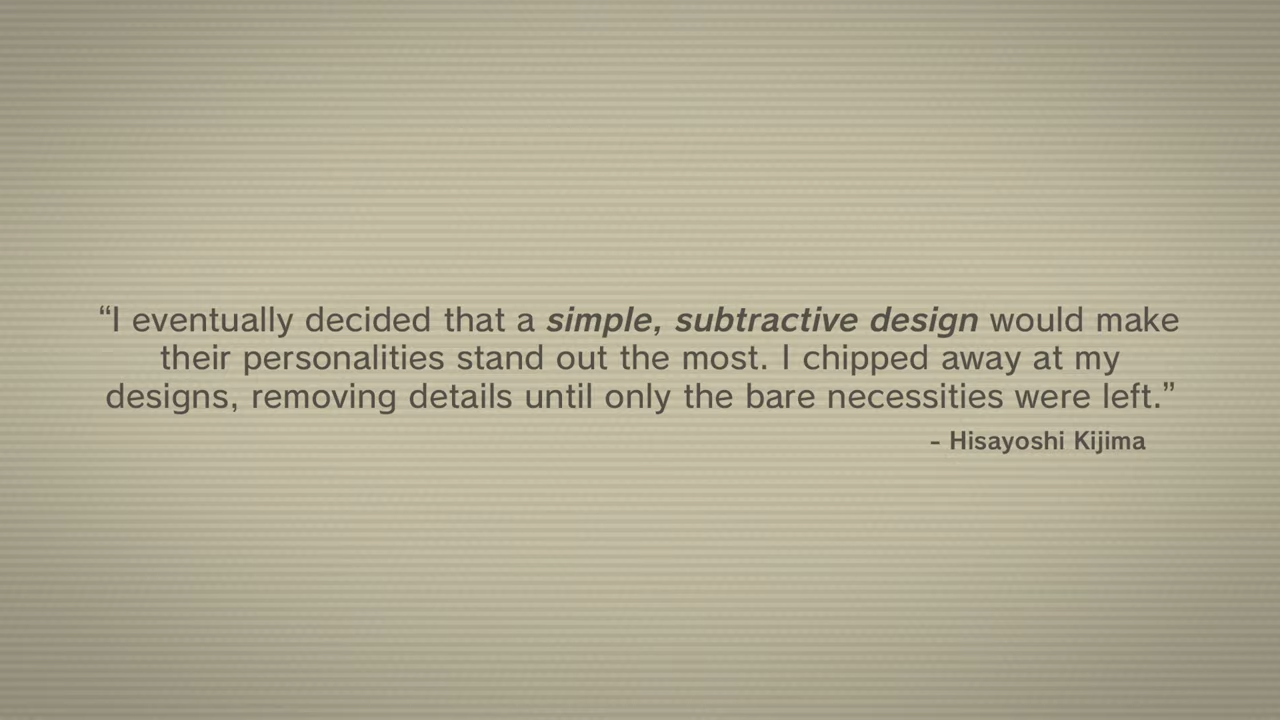 “I eventually decided that a simple, subtractive design would make
their personalities stand out the most. I chipped away at my
designs, removing details until only the bare necessities were left.”
– Hisayoshi Kijima